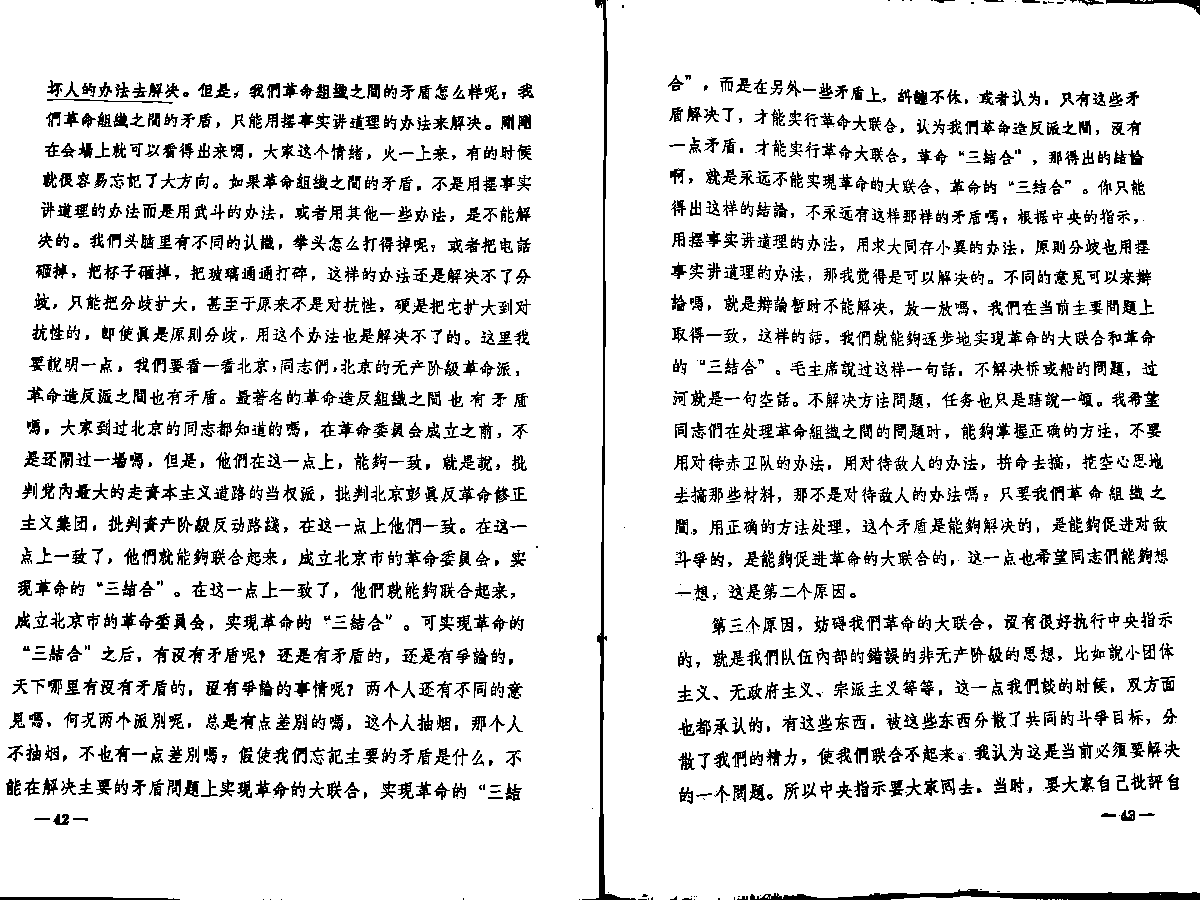 坏人的办法去解决。但是，我們革命組織之間的矛盾怎么样呢？我
們革命組織之間的矛盾，只能用摆事实讲道理的办法来解决。剛剛
在会場上就可以看得出来嗎，大家这个情緒，火一上来，有的时候
就很容易忘記了大方向。如果革命組織之間的矛盾，不是用摆事实
讲道理的办法而是用武斗的办法，或者用其他一些办法，是不能解
决的。我們头脑里有不同的认識，拳头怎么打得掉呢？或者把电話
砸掉，把杯子砸掉，把玻璃通通打碎，这样的办法还是解决不了分
歧，只能把分歧扩大，甚至于原来不是对抗性，硬是把它扩大到对
抗性的，即使眞是原則分歧，用这个办法也是解决不了的。这里我
要說明一点，我們要看一看北京，同志們，北京的无产阶級革命派，
革命造反派之間也有矛盾。最著名的革命造反組織之間也有矛盾
嗎，大家到过北京的同志都知道的嗎，在革命委員会成立之前，不
是还鬧过一場嗎，但是，他們在这一点上，能夠一致，就是說，批
判党內最大的走資本主义道路的当权派，批判北京彭眞反革命修正
主义集团，批判資产阶級反动路綫，在这一点上他們一致。在这一
点上一致了，他們就能夠联合起来，成立北京市的革命委員会，实
现革命的“三結合”。在这一点上一致了，他們就能夠联合起来，
成立北京市的革命委員会，实现革命的“三結合”。可实现革命的
“三結合”之后，有沒有矛盾呢？还是有矛盾的，还是有爭論的，
天下哪里有沒有矛盾的，沒有爭論的事情呢？两个人还有不同的意
見嗎，何况两个派別呢，总是有点差別的嗎，这个人抽烟，那个人
不抽烟，不也有一点差別嗎？假使我們忘記主要的矛盾是什么，不
能在解决主要的矛盾問題上实现革命的大联合，实现革命的“三結
—42—
合”，而是在另外一些矛盾上，糾纏不休，或者认为，只有这些矛
盾解决了，才能实行革命大联合，认为我們革命造反派之間，沒有
一点矛盾，才能实行革命大联合，革命“三結合”，那得出的結論
啊，就是永远不能实现革命的大联合，革命的“三結合”。你只能
得出这样的結論，不永远有这样那样的矛盾嗎？根据中央的指示，
用摆事实讲道理的办法，用求大同存小異的办法，原則分歧也用摆
事实讲道理的办法，那我觉得是可以解决的。不同的意見可以来辯
論嗎，就是辯論暫时不能解决，放一放嗎，我們在当前主要問題上
取得一致，这样的話，我們就能夠逐步地实现革命的大联合和革命
的“三結合”。毛主席說过这样一句話，不解决桥或船的問題，过
河就是一句空話。不解决方法問題，任务也只是瞎說一頓。我希望
同志們在处理革命組織之間的問題时，能夠掌握正确的方法，不要
用对待赤卫队的办法，用对待敌人的办法，拼命去搞，挖空心思地
去搞那些材料，那不是对待敌人的办法嗎？只要我們革命組織之
間，用正确的方法处理，这个矛盾是能夠解决的，是能夠促进对敌
斗爭的，是能夠促进革命的大联合的，这一点也希望同志們能夠想
一想，这是第二个原因。
第三个原因，妨碍我們革命的大联合，沒有很好执行中央指示
的，就是我們队伍內部的錯誤的非无产阶級的思想，比如說小团体
主义、无政府主义、宗派主义等等，这一点我們談的时候，双方面
也都承认的，有这些东西，被这些东西分散了共同的斗爭目标，分
散了我們的精力，使我們联合不起来。我认为这是当前必須要解决
的一个問題。所以中央指示要大家囘去，当时，要大家自己批評自
—43—